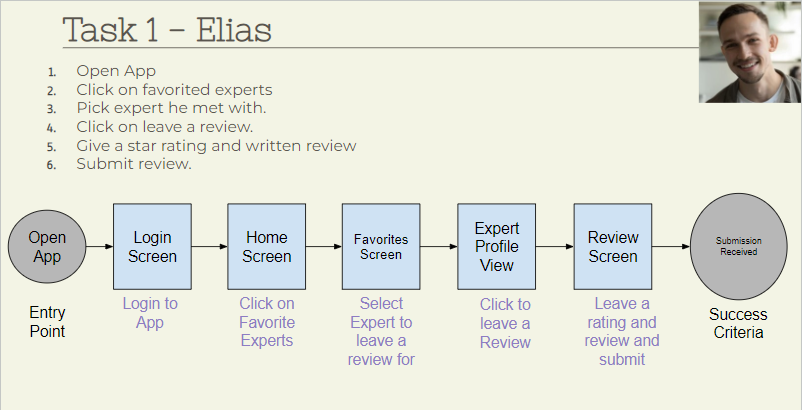 Task 1 – Elias
1. Open App
2. Click on favorited experts
3. Pick expert he met with.
4. Click on leave a review.
5. Give a star rating and written review
6. Submit review.
Open
App
Login
Screen
Home
Screen
Favorites
Screen
Expert
Profile
View
Review
Screen
Submission
Received
Entry
Point
Login to
App
Click on
Favorite
Experts
Select
Expert to
leave a
review for
Click to
leave a
Review
Leave a
rating and
review and
submit
Success
Criteria